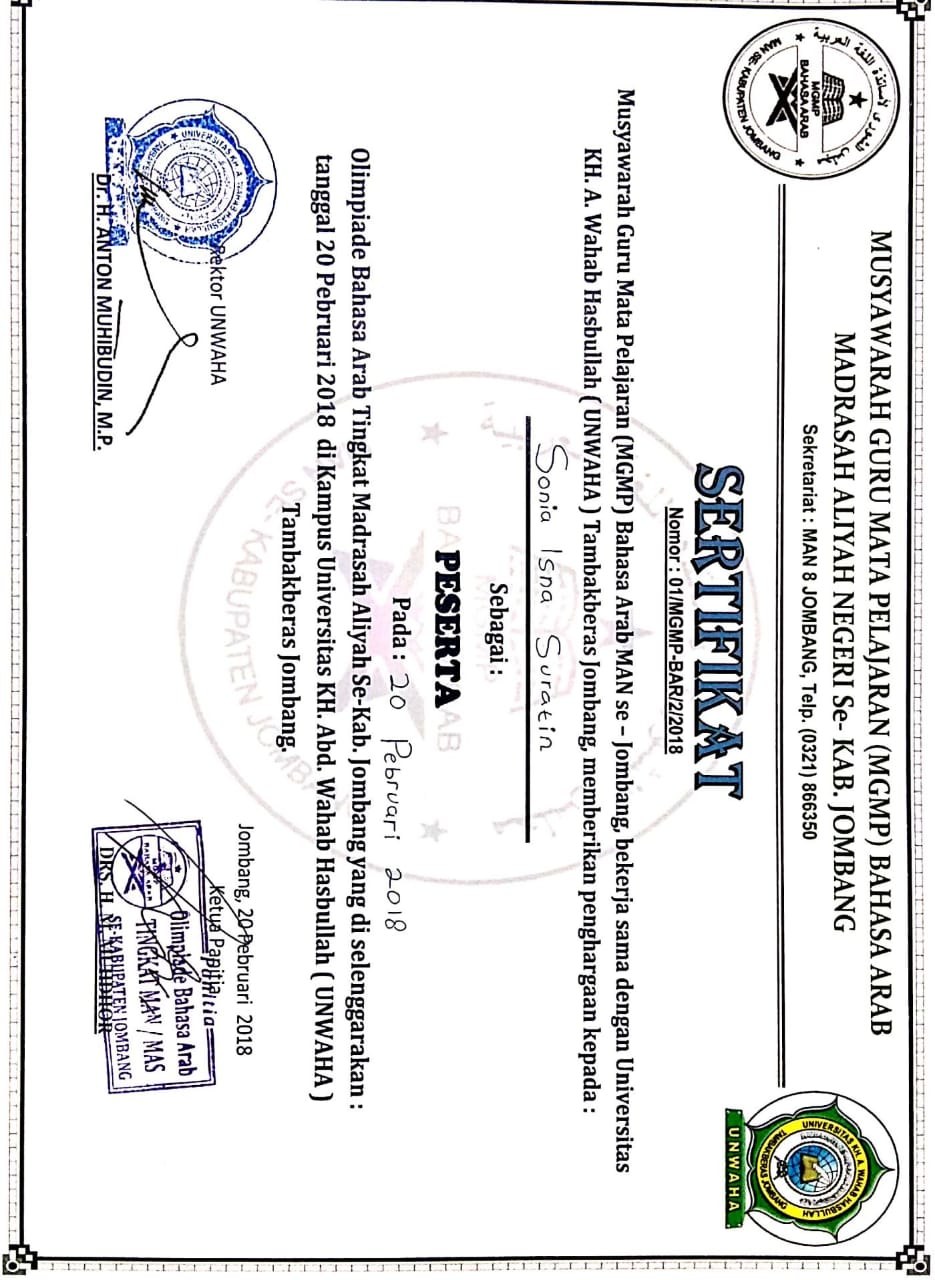 MUSYAWARAH GURU MATA PELAJARAN (MGMP) BAHASA ARAB
MADRASAH ALIYAH NEGERI Se- KAB. JOMBANG
Sekretariat : MAN 8 JOMBANG, Telp. (0321) 866350
MGMP
BAHASA ARAB
MAN SE- KABUPATEN JOMBANG
UNIVERSITAS KH. A. WAHAB HASBULLAH
TAMBAKBERAS JOMBANG
UNWAHA
SERTIFIKAT
Nomor : 01/MGMP-BAR/2/2018
Musyawarah Guru Mata Pelajaran (MGMP) Bahasa Arab MAN se – Jombang, bekerja sama dengan Universitas
KH. A. Wahab Hasbullah ( UNWAHA ) Tambakberas Jombang, memberikan penghargaan kepada :
Sonia Isna Suratin
Sebagai :
PESERTA
Pada : 20 Pebruari 2018
Olimpiade Bahasa Arab Tingkat Madrasah Aliyah Se-Kab. Jombang yang di selenggarakan :
tanggal 20 Pebruari 2018 di Kampus Universitas KH. Abd. Wahab Hasbullah ( UNWAHA )
Tambakberas Jombang.
Jombang, 20 Pebruari 2018
Rektor UNWAHA
Ketua Panitia
Panitia
Olimpiade Bahasa Arab
TINGKAT MAN / MAS
SE-KABUPATEN JOMBANG
Dr. H. ANTON MUHIBUDIN, M.P.
DRS. H.